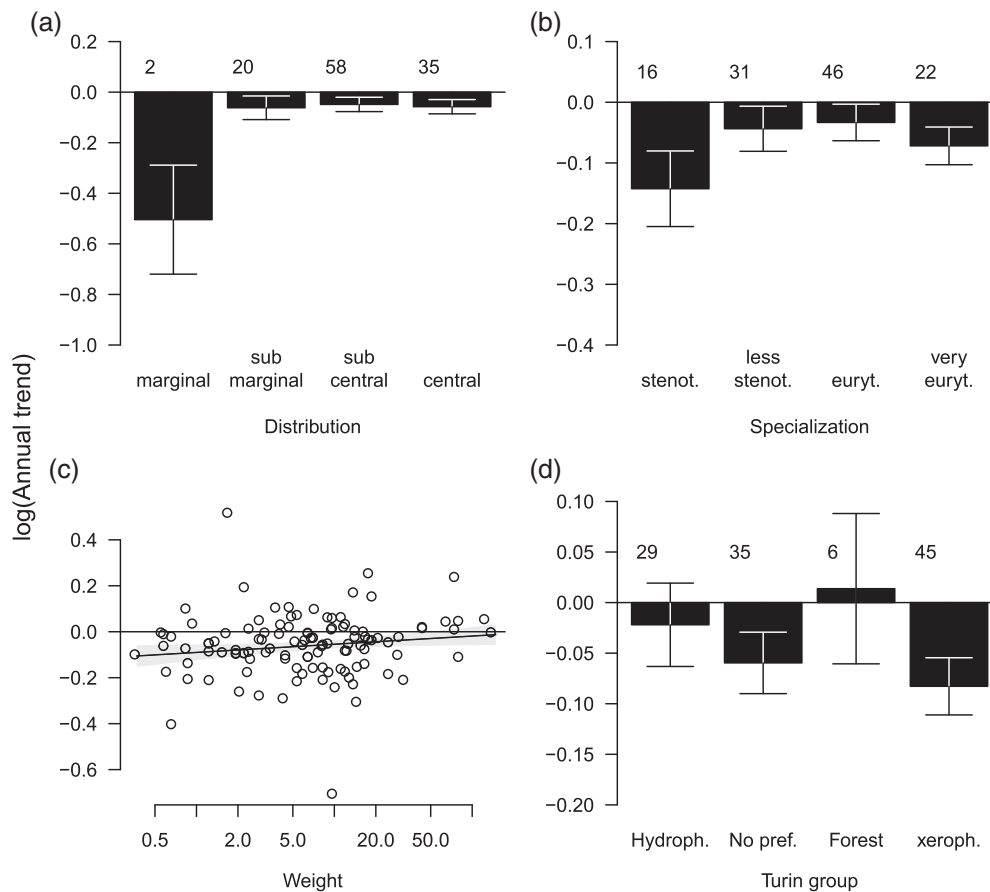 (a)
0.2
0.0
−0.2
−0.4
−0.6
−0.8
−1.0
2 20 58 35
marginal
sub
marginal
sub
central
central
Distribution
(b)
0.1
0.0
−0.1
−0.2
−0.3
−0.4
16 31 46 22
stenot.
less
stenot.
euryt.
very
euryt.
Specialization
log(Annual trend)
(c)
0.4
0.2
0.0
−0.2
−0.4
−0.6
0.5 2.0 5.0 20.0 50.0
Weight
(d)
0.10
0.05
0.00
−0.05
−0.10
−0.15
−0.20
29 35 6 45
Hydroph. No pref. Forest xeroph.
Turin group